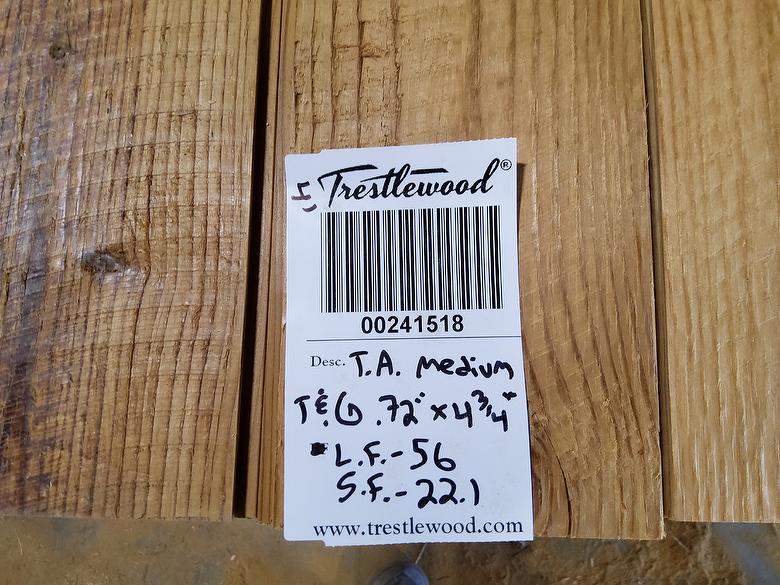 Trestlewood®
00241518
Desc. T.A. Medium
T&G .72" x 4 3/4"
L.F.-56
S.F.-22.1
www.trestlewood.com